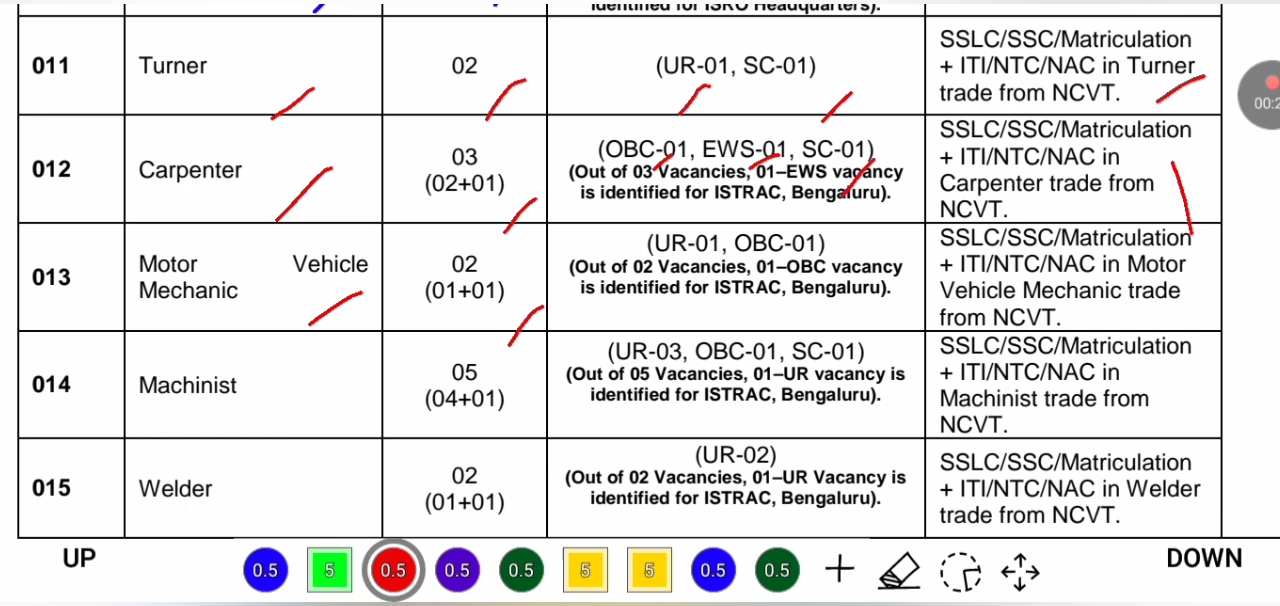 identified for ISRO Headquarters).
011
Turner
02
(UR-01, SC-01)
SSLC/SSC/Matriculation
+ ITI/NTC/NAC in Turner
trade from NCVT.
012
Carpenter
03
(02+01)
(OBC-01, EWS-01, SC-01)
(Out of 03 Vacancies, 01–EWS vacancy
is identified for ISTRAC, Bengaluru).
SSLC/SSC/Matriculation
+ ITI/NTC/NAC in
Carpenter trade from
NCVT.
013
Motor Vehicle
Mechanic
02
(01+01)
(UR-01, OBC-01)
(Out of 02 Vacancies, 01–OBC vacancy
is identified for ISTRAC, Bengaluru).
SSLC/SSC/Matriculation
+ ITI/NTC/NAC in Motor
Vehicle Mechanic trade
from NCVT.
014
Machinist
05
(04+01)
(UR-03, OBC-01, SC-01)
(Out of 05 Vacancies, 01–UR vacancy is
identified for ISTRAC, Bengaluru).
SSLC/SSC/Matriculation
+ ITI/NTC/NAC in
Machinist trade from
NCVT.
015
Welder
02
(01+01)
(UR-02)
(Out of 02 Vacancies, 01–UR Vacancy is
identified for ISTRAC, Bengaluru).
SSLC/SSC/Matriculation
+ ITI/NTC/NAC in Welder
trade from NCVT.
UP
0.5
5
0.5
0.5
0.5
5
5
0.5
0.5
DOWN